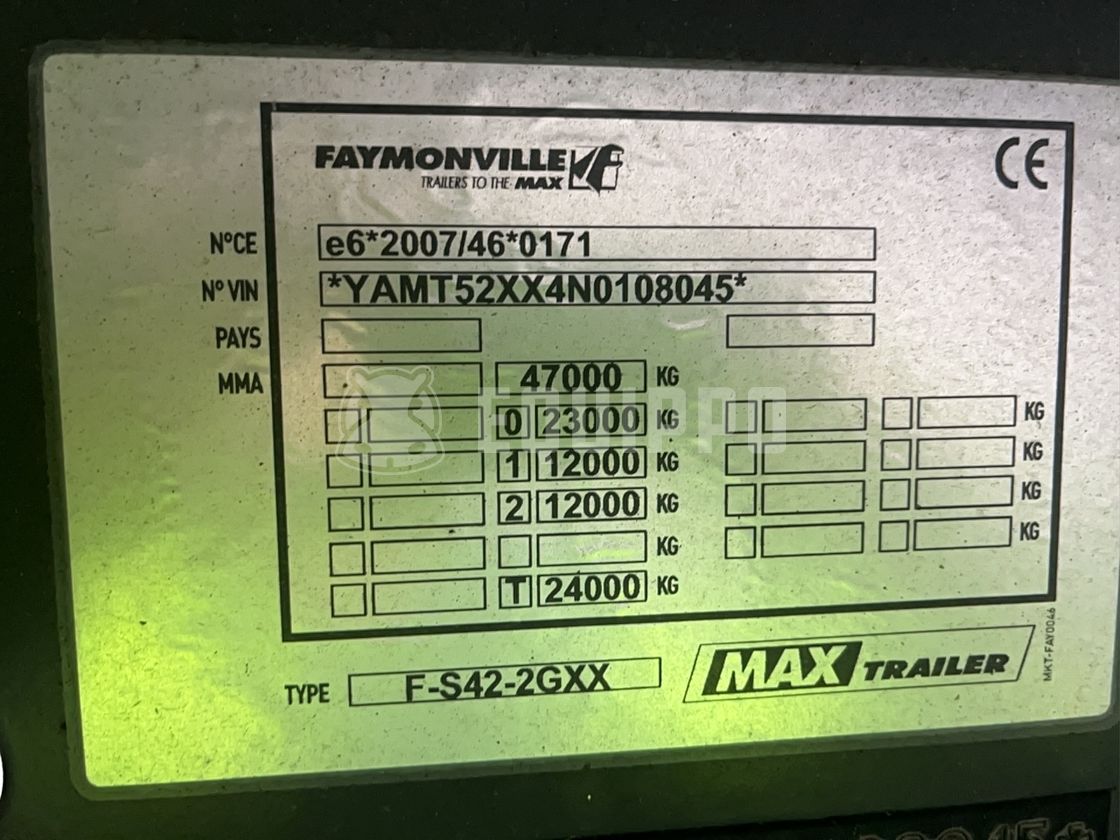 FAYMONVILLE
TRAILERS TO THE MAX
CE
N°CE e6*2007/46*0171
N° VIN *YAMT52XX4N0108045*
PAYS
MMA 47000 KG
0 23000 KG KG
1 12000 KG KG
2 12000 KG KG
KG KG
T 24000 KG
EQUIPPO
TYPE F-S42-2GXX
MAX TRAILER
MKT-FAY0046